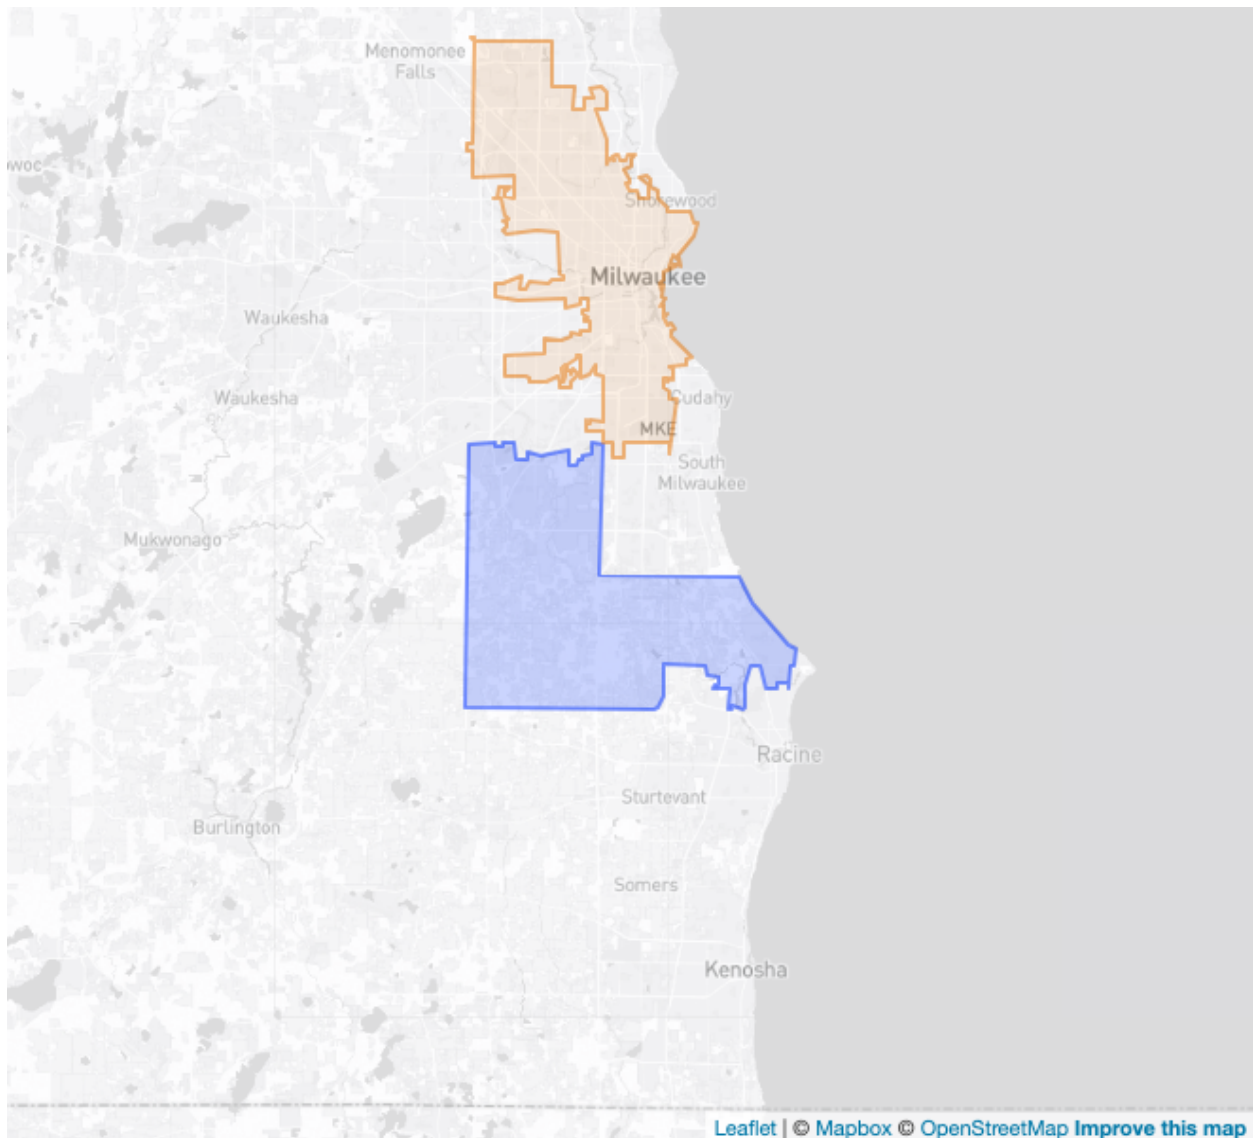 Menomonee
Falls
woc
Shorewood
Milwaukee
Waukesha
Waukesha
Cudahy
MKE
South
Milwaukee
Mukwonago
Racine
Sturtevant
Burlington
Somers
Kenosha
Leaflet | © Mapbox © OpenStreetMap Improve this map